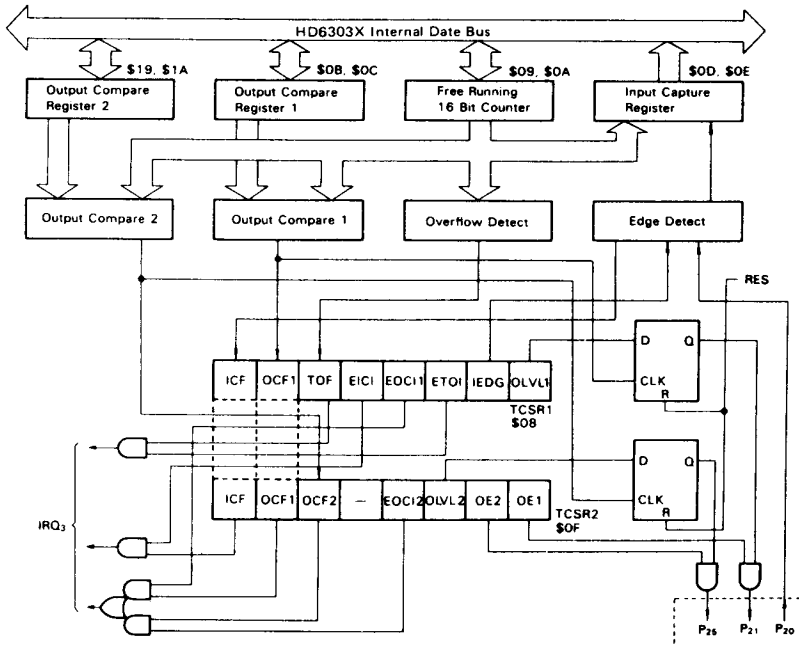 HD6303X Internal Date Bus
$19, $1A
$0B, $0C
$09, $0A
$0D, $0E
Output Compare
Register 2
Output Compare
Register 1
Free Running
16 Bit Counter
Input Capture
Register
Output Compare 2
Output Compare 1
Overflow Detect
Edge Detect
RES
D
Q
CLK
R
ICF
OCF1
TOF
EICI
EOCI1
ETOI
IEDG
OLVL1
TCSR1
$08
D
Q
CLK
R
ICF
OCF1
OCF2
—
EOCI2
OLVL2
OE2
OE1
TCSR2
$0F
IRQ₃
P₂₅
P₂₁
P₂₀